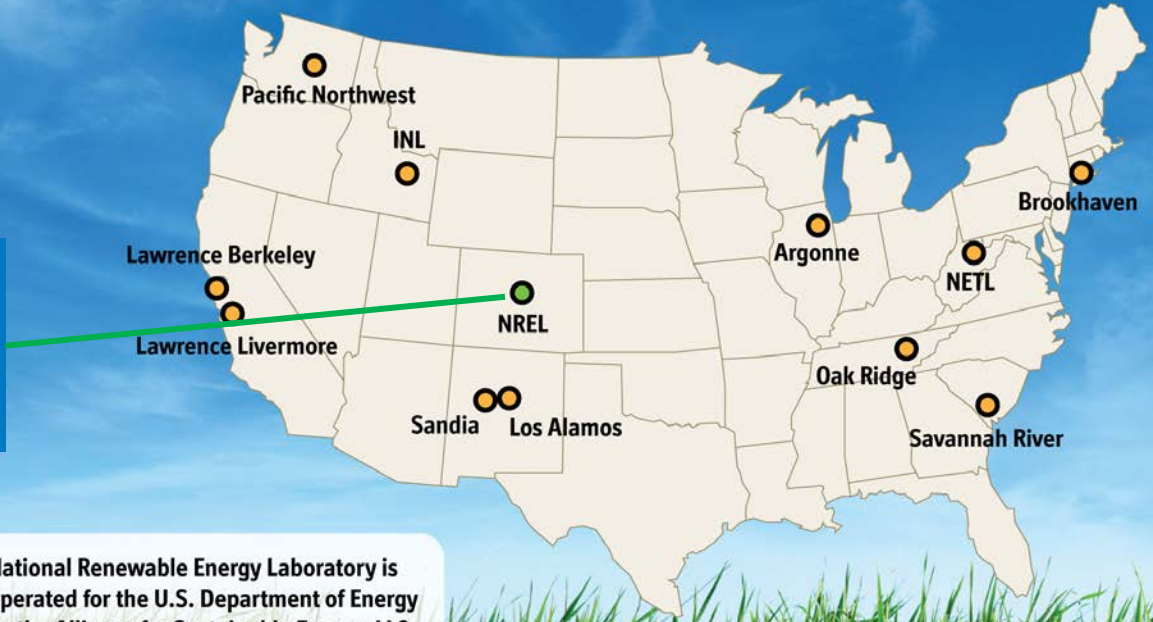 Pacific Northwest
INL
Brookhaven
Lawrence Berkeley
Argonne
NETL
NREL
Lawrence Livermore
Oak Ridge
Sandia
Los Alamos
Savannah River
ational Renewable Energy Laboratory is
perated for the U.S. Department of Energy